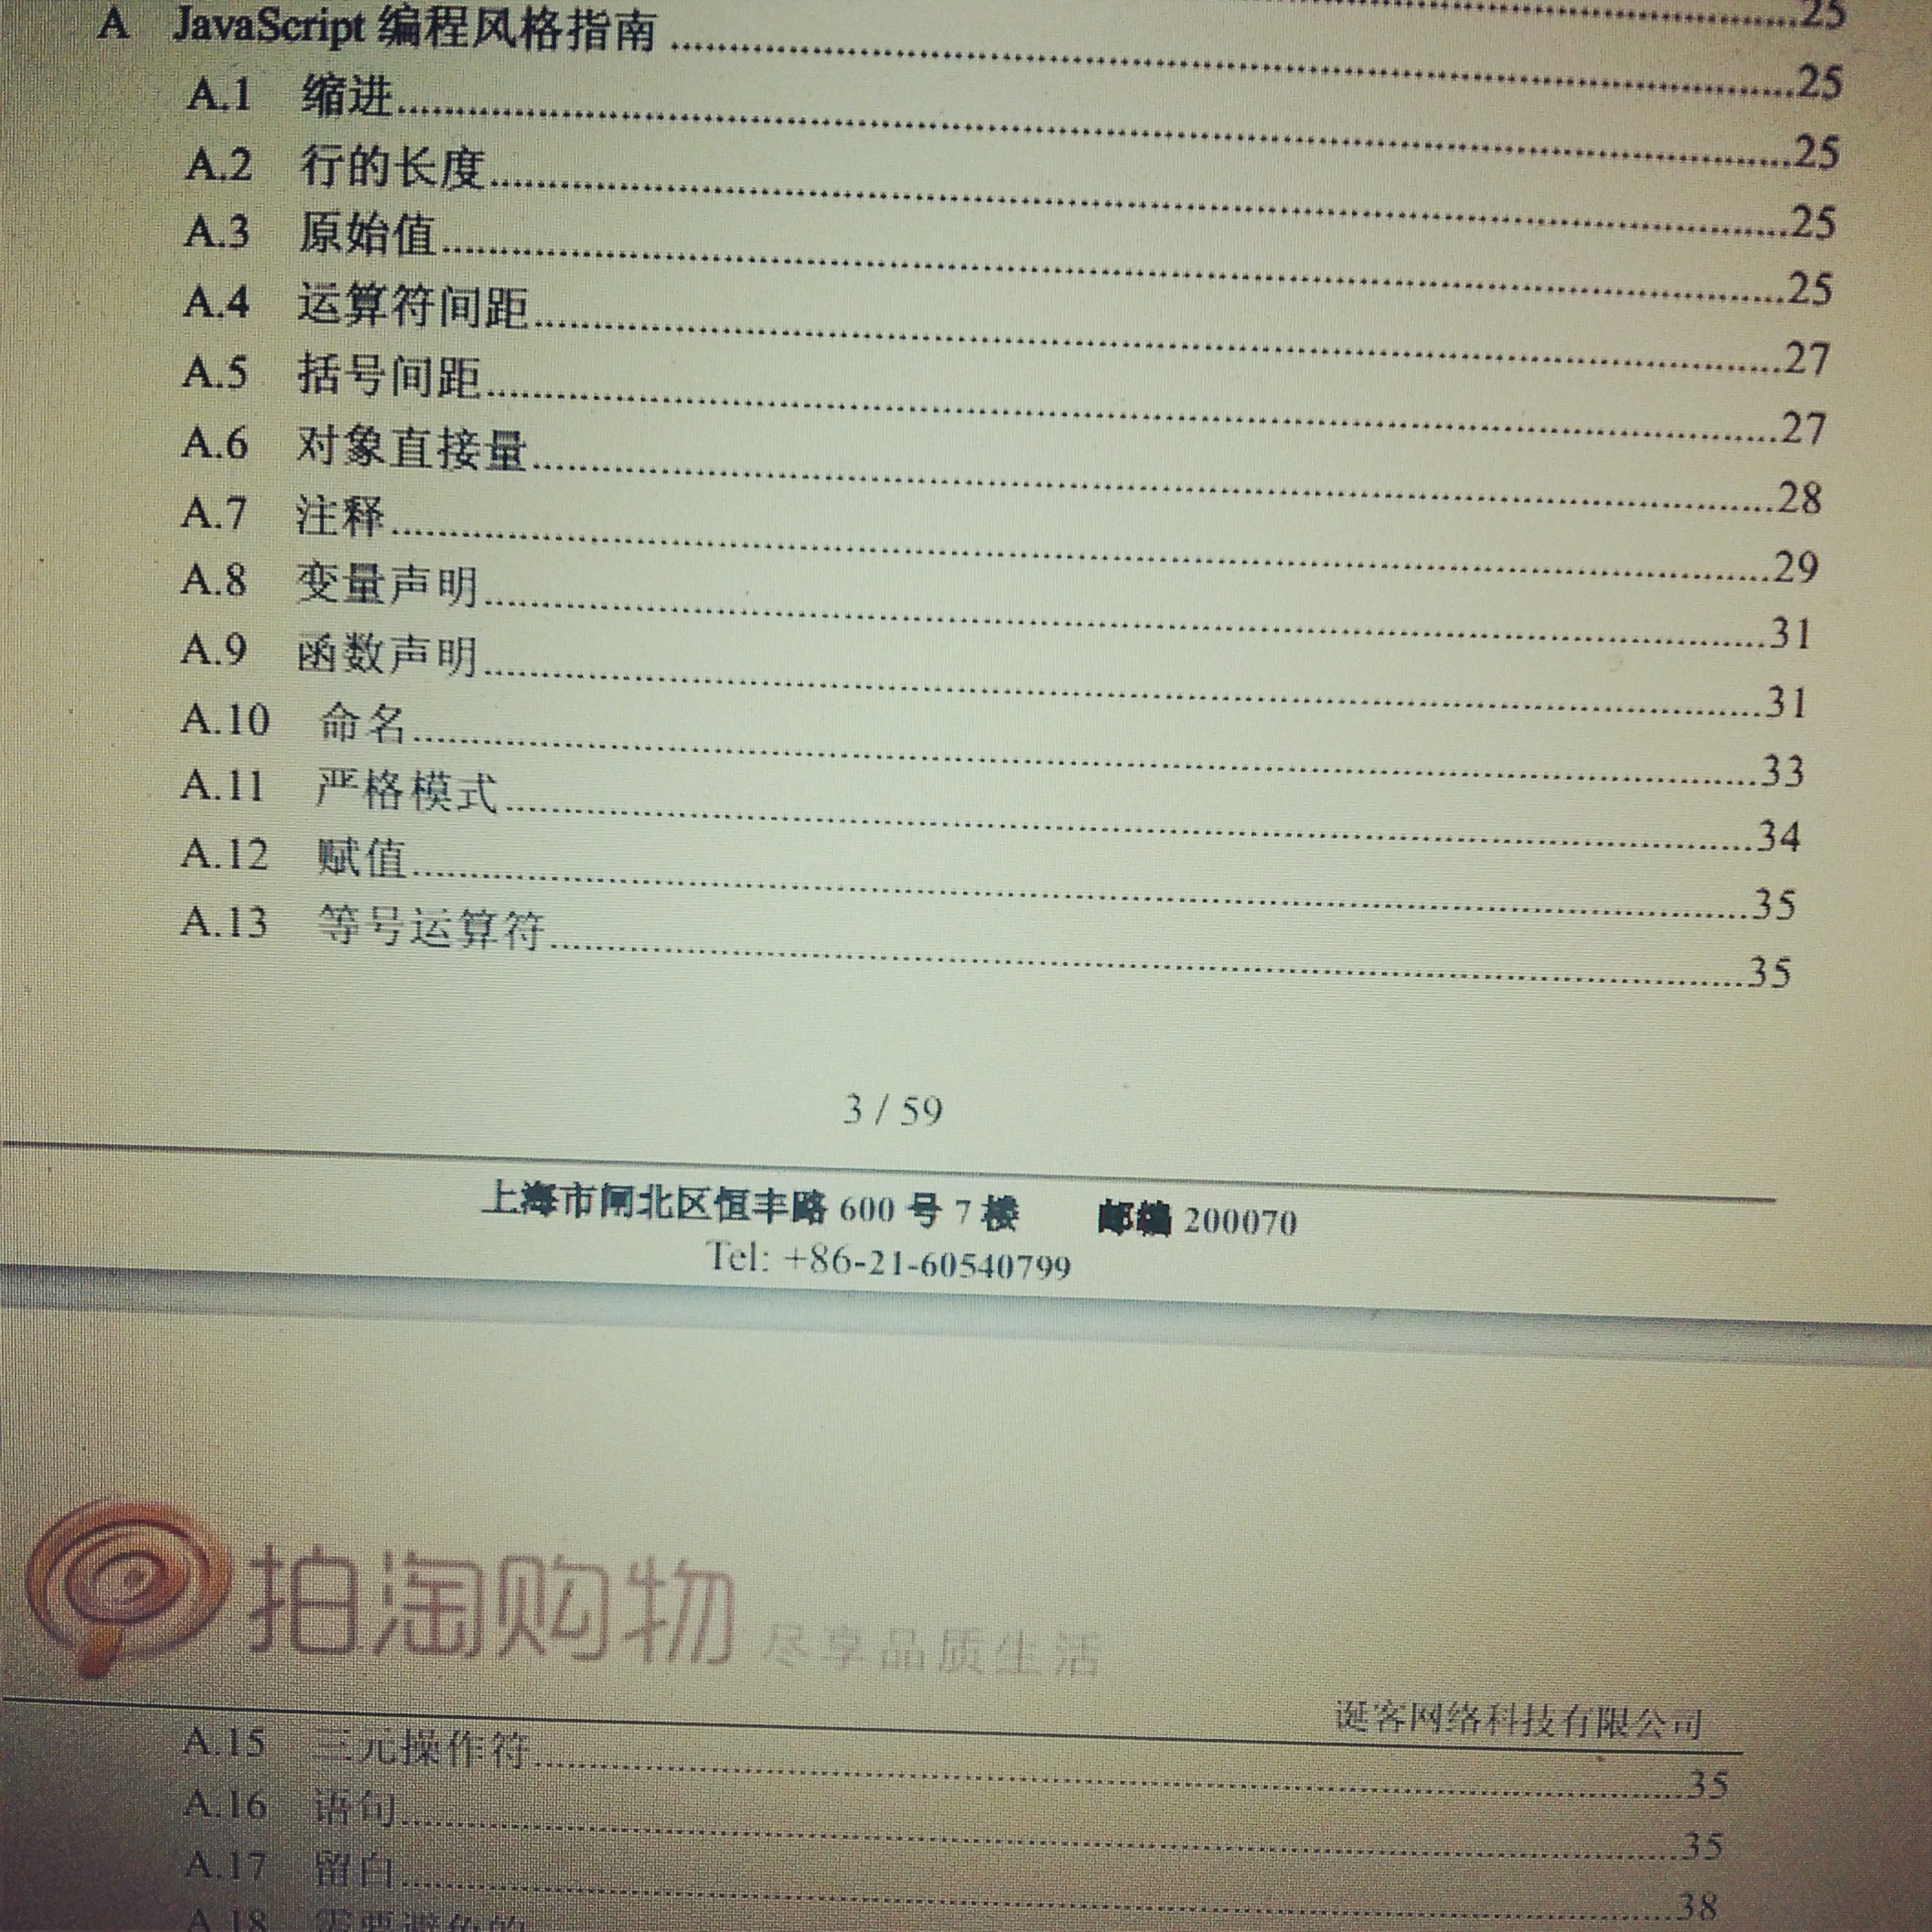 ........25
A JavaScript 编程风格指南........25
A.1 缩进........25
A.2 行的长度........25
A.3 原始值........25
A.4 运算符间距........27
A.5 括号间距........27
A.6 对象直接量........28
A.7 注释........29
A.8 变量声明........31
A.9 函数声明........31
A.10 命名........33
A.11 严格模式........34
A.12 赋值........35
A.13 等号运算符........35
3 / 59
上海市闸北区恒丰路 600 号 7 楼 邮编 200070
Tel: +86-21-60540799
拍淘购物 尽享品质生活
诞客网络科技有限公司
A.15 三元操作符........35
A.16 语句........35
A.17 留白........38
A.18 需要避免的